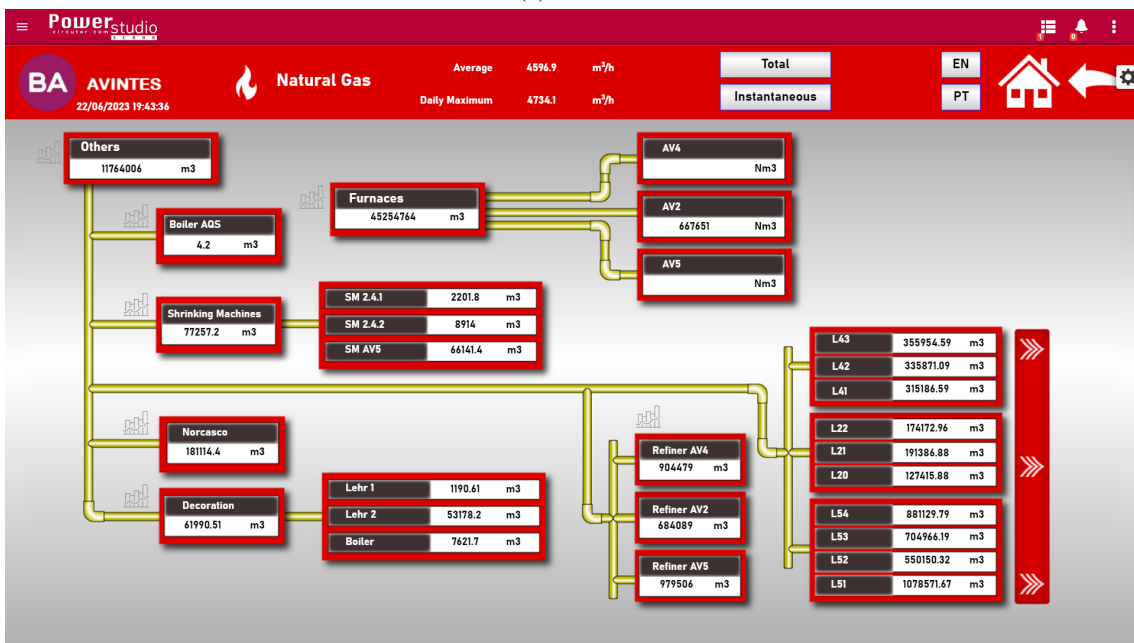 Powerstudio
.circutor.com SCADA
1
0
BA
AVINTES
22/06/2023 19:43:36
Natural Gas
Average 4596.9 m³/h
Daily Maximum 4734.1 m³/h
Total
Instantaneous
EN
PT
Others
11764006 m3
Furnaces
45254764 m3
AV4
Nm3
AV2
667651 Nm3
AV5
Nm3
Boiler AQS
4.2 m3
Shrinking Machines
77257.2 m3
SM 2.4.1 2201.8 m3
SM 2.4.2 8914 m3
SM AV5 66141.4 m3
L43 355954.59 m3
L42 335871.09 m3
L41 315186.59 m3
L22 174172.96 m3
L21 191386.88 m3
L20 127415.88 m3
L54 881129.79 m3
L53 704966.19 m3
L52 550150.32 m3
L51 1078571.67 m3
Norcasco
181114.4 m3
Decoration
61990.51 m3
Lehr 1 1190.61 m3
Lehr 2 53178.2 m3
Boiler 7621.7 m3
Refiner AV4
904479 m3
Refiner AV2
684089 m3
Refiner AV5
979506 m3